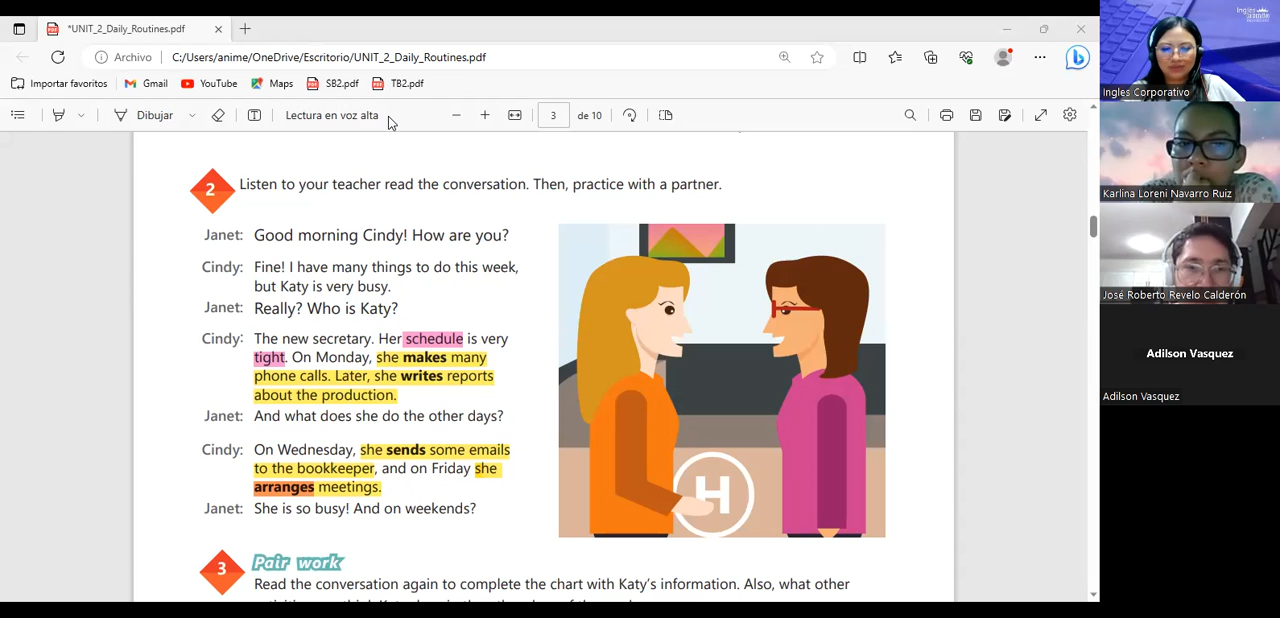 *UNIT_2_Daily_Routines.pdf
Archivo C:/Users/anime/OneDrive/Escritorio/UNIT_2_Daily_Routines.pdf
Importar favoritos Gmail YouTube Maps SB2.pdf TB2.pdf
Dibujar Lectura en voz alta 3 de 10
2 Listen to your teacher read the conversation. Then, practice with a partner.
Janet: Good morning Cindy! How are you?
Cindy: Fine! I have many things to do this week,
but Katy is very busy.
Janet: Really? Who is Katy?
Cindy: The new secretary. Her schedule is very
tight. On Monday, she makes many
phone calls. Later, she writes reports
about the production.
Janet: And what does she do the other days?
Cindy: On Wednesday, she sends some emails
to the bookkeeper, and on Friday she
arranges meetings.
Janet: She is so busy! And on weekends?
H
3 Pair work
Read the conversation again to complete the chart with Katy's information. Also, what other
Ingles Corporativo
Karlina Loreni Navarro Ruiz
José Roberto Revelo Calderón
Adilson Vasquez
Adilson Vasquez